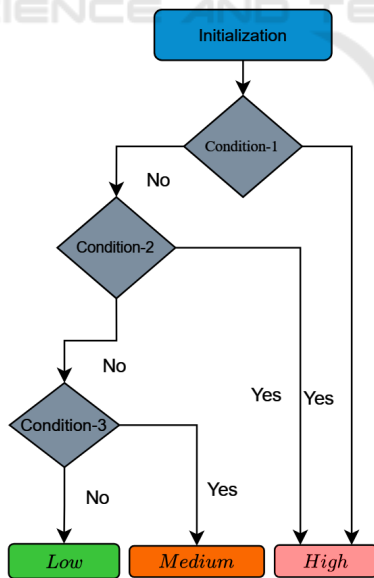 Initialization
Condition-1
No
Condition-2
No
Yes Yes
Condition-3
No
Yes
Low Medium High